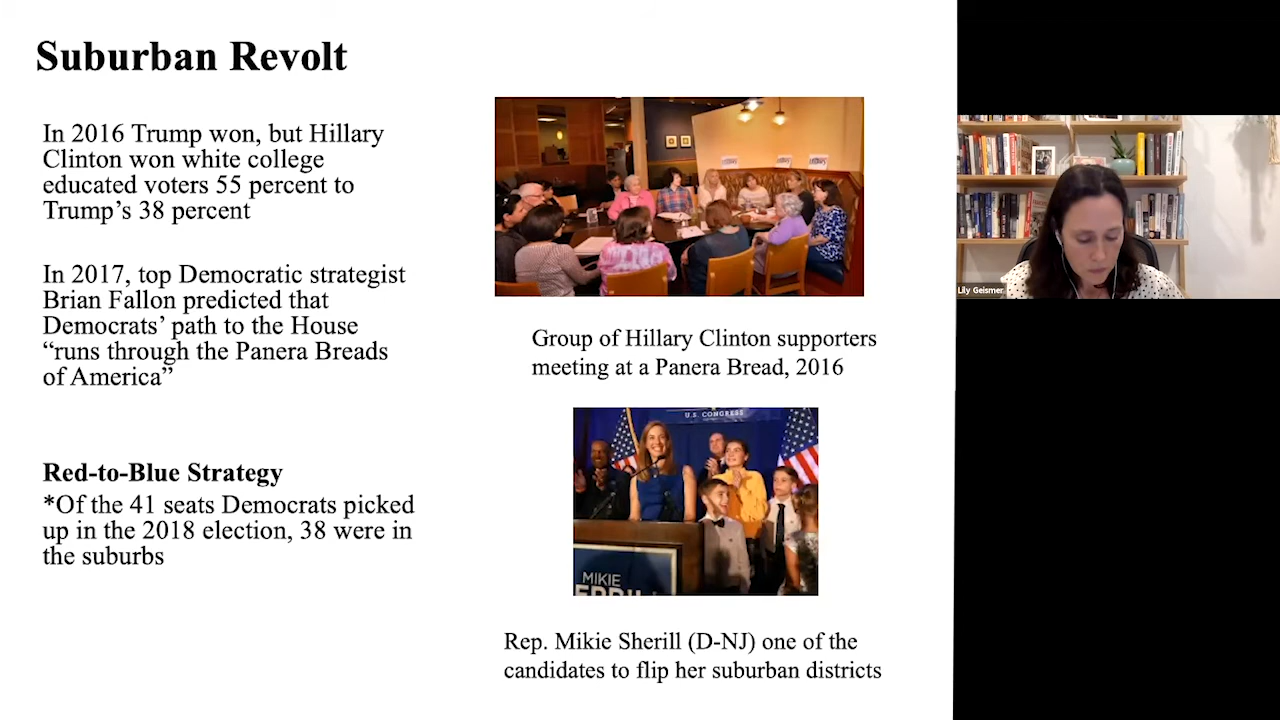 Suburban Revolt
In 2016 Trump won, but Hillary
Clinton won white college
educated voters 55 percent to
Trump’s 38 percent
In 2017, top Democratic strategist
Brian Fallon predicted that
Democrats’ path to the House
“runs through the Panera Breads
of America”
Red-to-Blue Strategy
*Of the 41 seats Democrats picked
up in the 2018 election, 38 were in
the suburbs
Group of Hillary Clinton supporters
meeting at a Panera Bread, 2016
U.S. CONGRESS
MIKIE
Rep. Mikie Sherill (D-NJ) one of the
candidates to flip her suburban districts
Lily Geismer